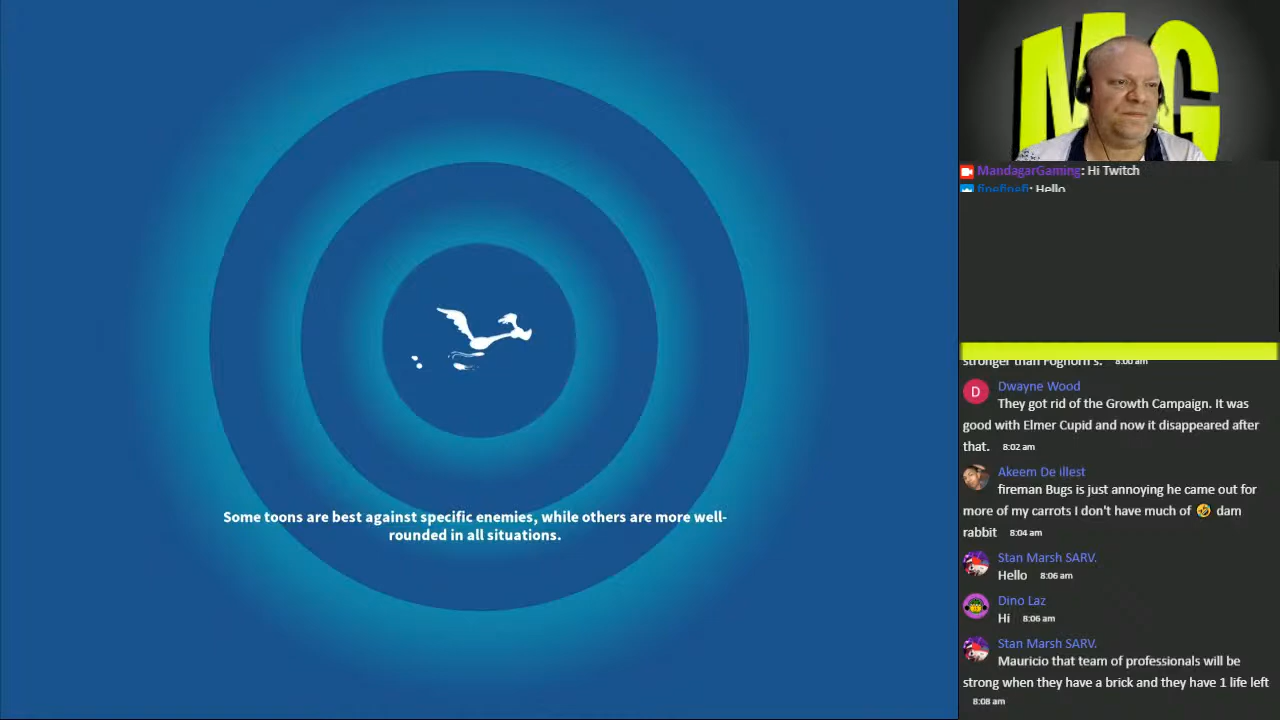 MG
MandagarGaming: Hi Twitch
finefinefi: Hello
Some toons are best against specific enemies, while others are more well-
rounded in all situations.
stronger than Foghorn's. 8:00 am
D
Dwayne Wood
They got rid of the Growth Campaign. It was
good with Elmer Cupid and now it disappeared after
that. 8:02 am
Akeem De illest
fireman Bugs is just annoying he came out for
more of my carrots I don't have much of 🤣 dam
rabbit 8:04 am
Stan Marsh SARV.
Hello 8:06 am
Dino Laz
Hi 8:06 am
Stan Marsh SARV.
Mauricio that team of professionals will be
strong when they have a brick and they have 1 life left
8:08 am